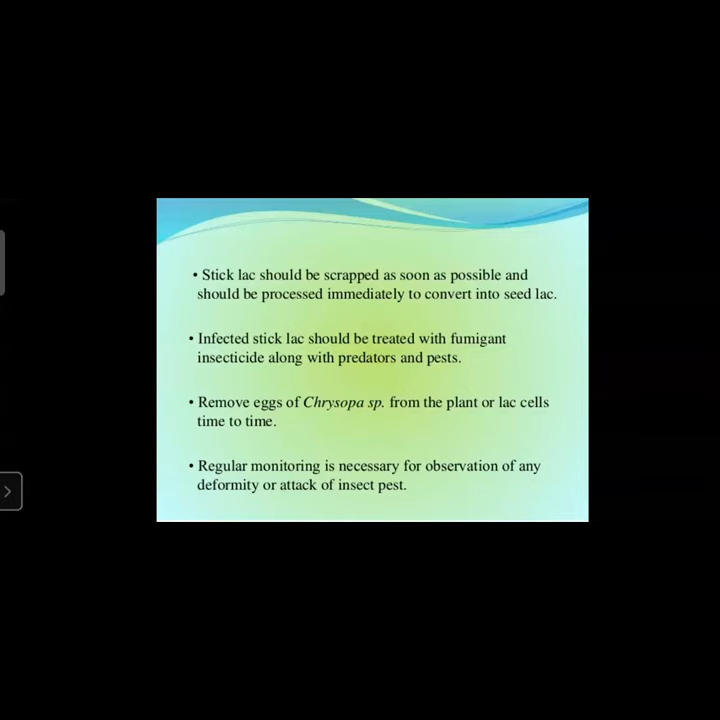 • Stick lac should be scrapped as soon as possible and
should be processed immediately to convert into seed lac.
• Infected stick lac should be treated with fumigant
insecticide along with predators and pests.
• Remove eggs of Chrysopa sp. from the plant or lac cells
time to time.
• Regular monitoring is necessary for observation of any
deformity or attack of insect pest.